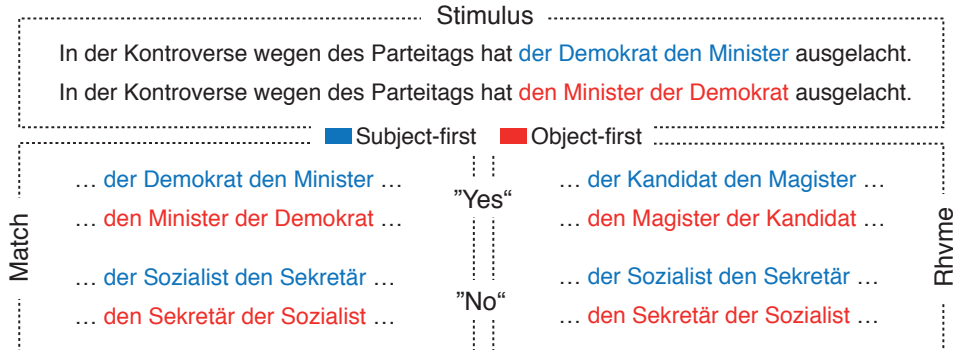 Stimulus
In der Kontroverse wegen des Parteitags hat der Demokrat den Minister ausgelacht.
In der Kontroverse wegen des Parteitags hat den Minister der Demokrat ausgelacht.
Subject-first Object-first
Match
… der Demokrat den Minister …
… den Minister der Demokrat …
… der Sozialist den Sekretär …
… den Sekretär der Sozialist …
”Yes“
”No“
… der Kandidat den Magister …
… den Magister der Kandidat …
… der Sozialist den Sekretär …
… den Sekretär der Sozialist …
Rhyme